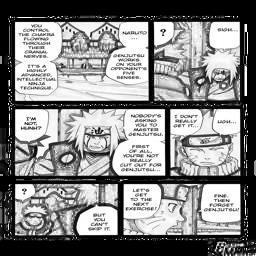 SIGH...
?
NARUTO...
GENJUTSU
WORKS ON
YOUR
OPPONENT'S
FIVE
SENSES.
YOU
CONTROL
THE CHAKRA
FLOWING
THROUGH
THEIR
CRANIAL
NERVES.
IT'S A
HIGHLY
ADVANCED,
INTELLECTUAL
NINJA
TECHNIQUE.
UGH...
I DON'T
REALLY
GET IT...
NOBODY'S
ASKING
YOU TO
MASTER
GENJUTSU.
FIRST
OF ALL,
YOU'RE NOT
REALLY
CUT OUT FOR
GENJUTSU...
I'M
NOT,
HUNH?
FINE.
THEN
FORGET
GENJUTSU!
LET'S
GET TO
THE NEXT
EXERCISE!
BUT
YOU CAN'T
SKIP IT.
?